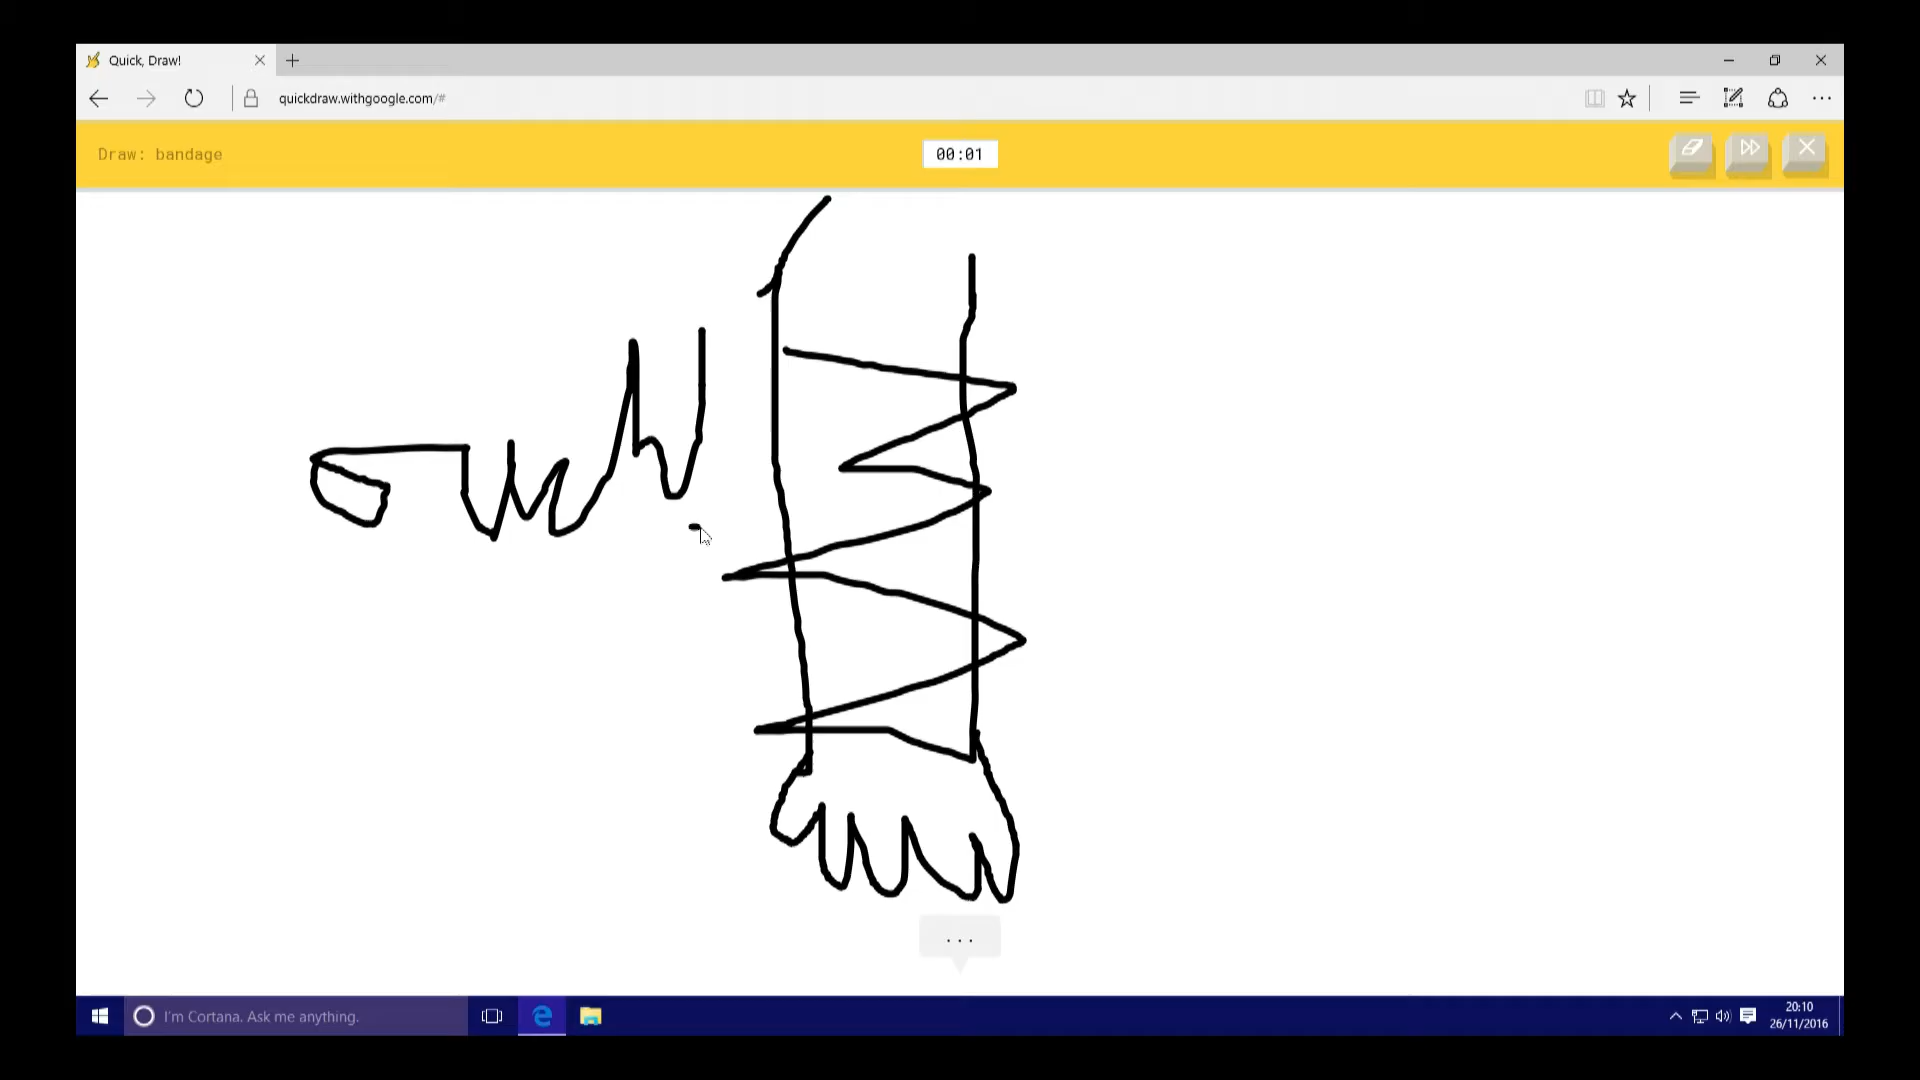 Quick, Draw!
quickdraw.withgoogle.com/#
Draw: bandage
00:01
...
I'm Cortana. Ask me anything.
20:10
26/11/2016